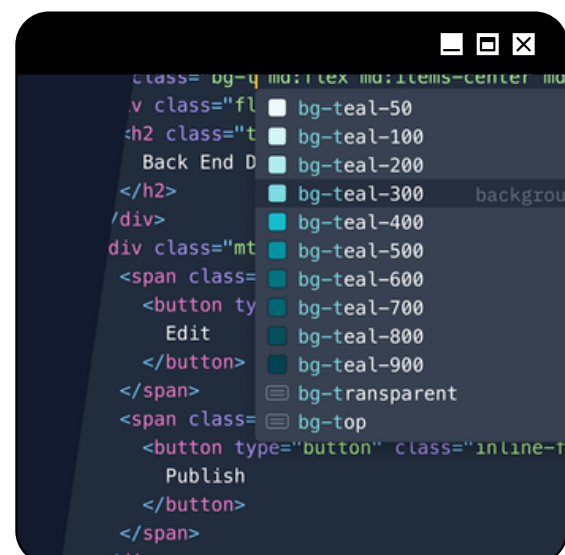 class="bg-t md:flex md:items-center md
v class="fl
<h2 class="t
Back End D
</h2>
/div>
div class="mt
<span class=
<button ty
Edit
</button>
</span>
<span class=
<button type="button" class="inline-f
Publish
</button>
</span>
bg-teal-50
bg-teal-100
bg-teal-200
bg-teal-300 backgrou
bg-teal-400
bg-teal-500
bg-teal-600
bg-teal-700
bg-teal-800
bg-teal-900
bg-transparent
bg-top